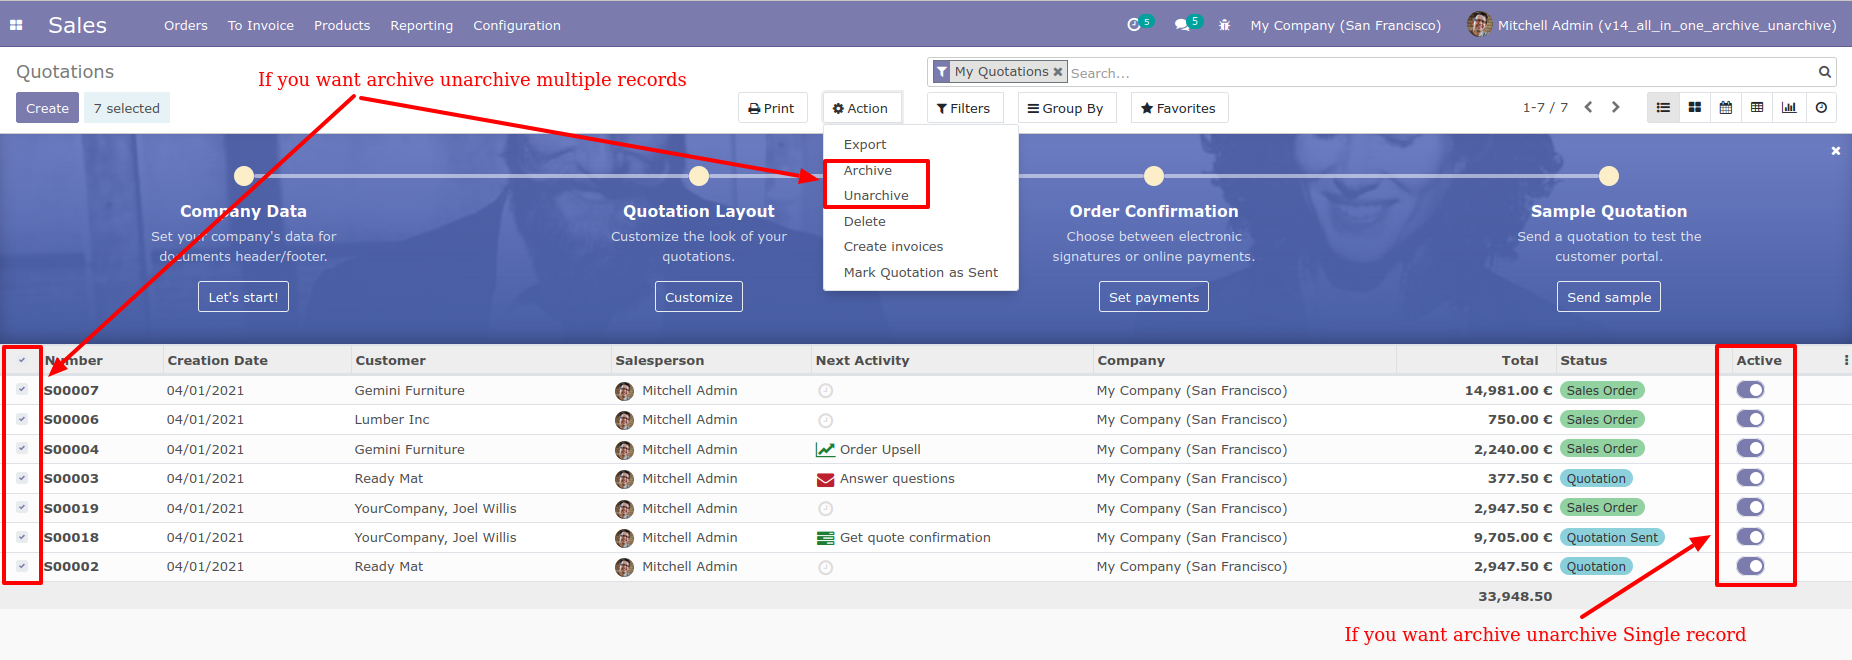 Sales Orders To Invoice Products Reporting Configuration 5 5 My Company (San Francisco) Mitchell Admin (v14_all_in_one_archive_unarchive)
Quotations
If you want archive unarchive multiple records
My Quotations Search...
Create 7 selected Print Action Filters Group By Favorites 1-7 / 7
Export
Archive
Unarchive
Delete
Create invoices
Mark Quotation as Sent
Company Data
Set your company's data for
documents header/footer.
Let's start!
Quotation Layout
Customize the look of your
quotations.
Customize
Order Confirmation
Choose between electronic
signatures or online payments.
Set payments
Sample Quotation
Send a quotation to test the
customer portal.
Send sample
Number Creation Date Customer Salesperson Next Activity Company Total Status Active
S00007 04/01/2021 Gemini Furniture Mitchell Admin My Company (San Francisco) 14,981.00 € Sales Order
S00006 04/01/2021 Lumber Inc Mitchell Admin My Company (San Francisco) 750.00 € Sales Order
S00004 04/01/2021 Gemini Furniture Mitchell Admin Order Upsell My Company (San Francisco) 2,240.00 € Sales Order
S00003 04/01/2021 Ready Mat Mitchell Admin Answer questions My Company (San Francisco) 377.50 € Quotation
S00019 04/01/2021 YourCompany, Joel Willis Mitchell Admin My Company (San Francisco) 2,947.50 € Sales Order
S00018 04/01/2021 YourCompany, Joel Willis Mitchell Admin Get quote confirmation My Company (San Francisco) 9,705.00 € Quotation Sent
S00002 04/01/2021 Ready Mat Mitchell Admin My Company (San Francisco) 2,947.50 € Quotation
33,948.50
If you want archive unarchive Single record